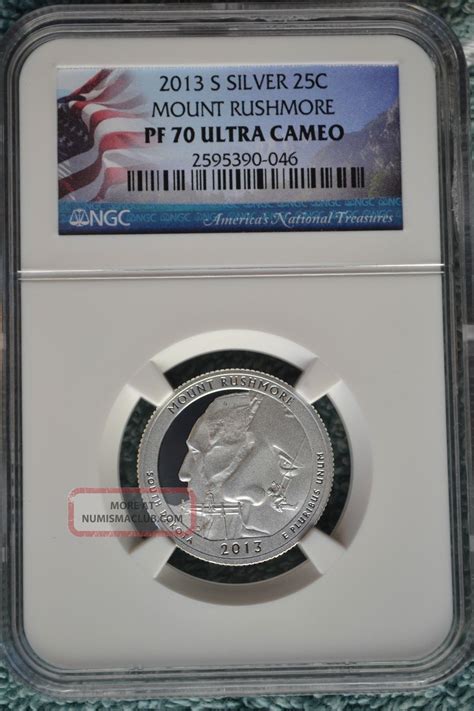 2013 S SILVER 25C
MOUNT RUSHMORE
PF 70 ULTRA CAMEO
2595390-046
NGC America's National Treasures
MOUNT RUSHMORE
SOUTH DAKOTA
E PLURIBUS UNUM
2013
MORE AT
NUMISMACLUB.COM